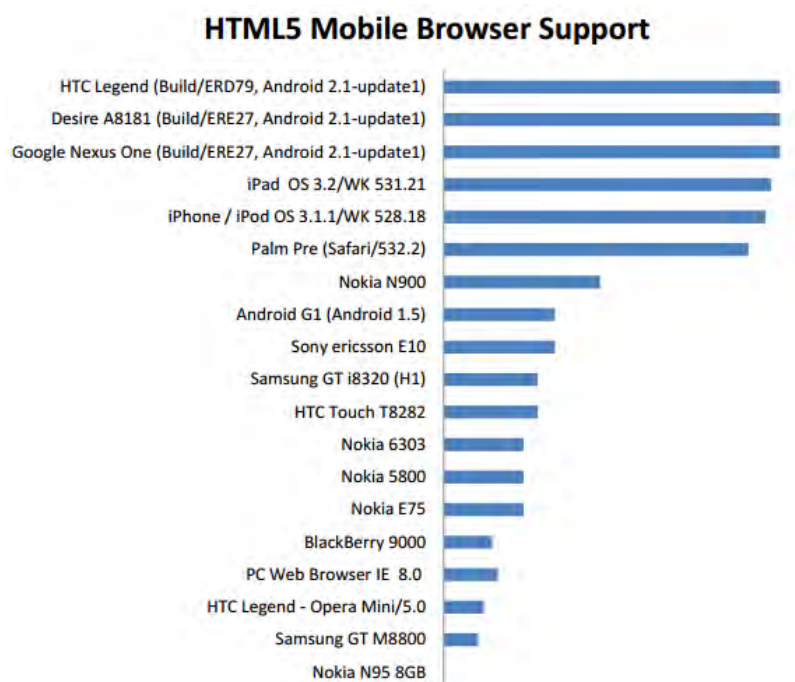 HTML5 Mobile Browser Support
HTC Legend (Build/ERD79, Android 2.1-update1)
Desire A8181 (Build/ERE27, Android 2.1-update1)
Google Nexus One (Build/ERE27, Android 2.1-update1)
iPad OS 3.2/WK 531.21
iPhone / iPod OS 3.1.1/WK 528.18
Palm Pre (Safari/532.2)
Nokia N900
Android G1 (Android 1.5)
Sony ericsson E10
Samsung GT i8320 (H1)
HTC Touch T8282
Nokia 6303
Nokia 5800
Nokia E75
BlackBerry 9000
PC Web Browser IE 8.0
HTC Legend - Opera Mini/5.0
Samsung GT M8800
Nokia N95 8GB